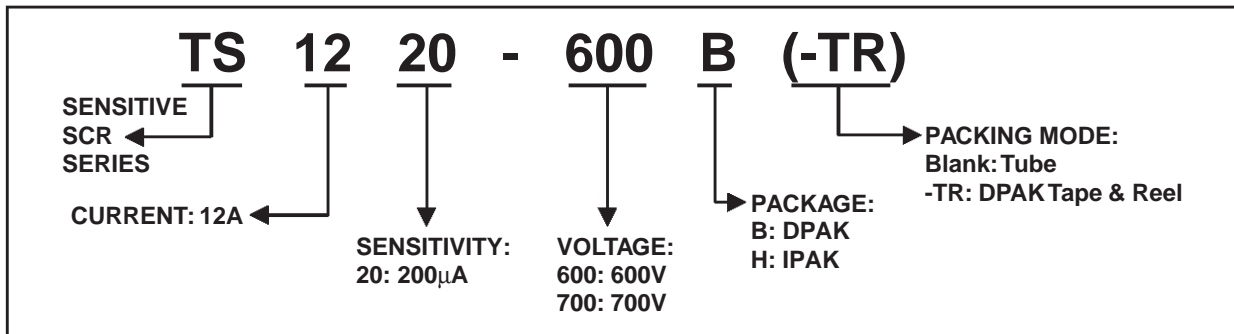 TS 12 20 - 600 B (-TR)
SENSITIVE
SCR
SERIES
CURRENT: 12A
SENSITIVITY:
20: 200μA
VOLTAGE:
600: 600V
700: 700V
PACKAGE:
B: DPAK
H: IPAK
PACKING MODE:
Blank: Tube
-TR: DPAK Tape & Reel